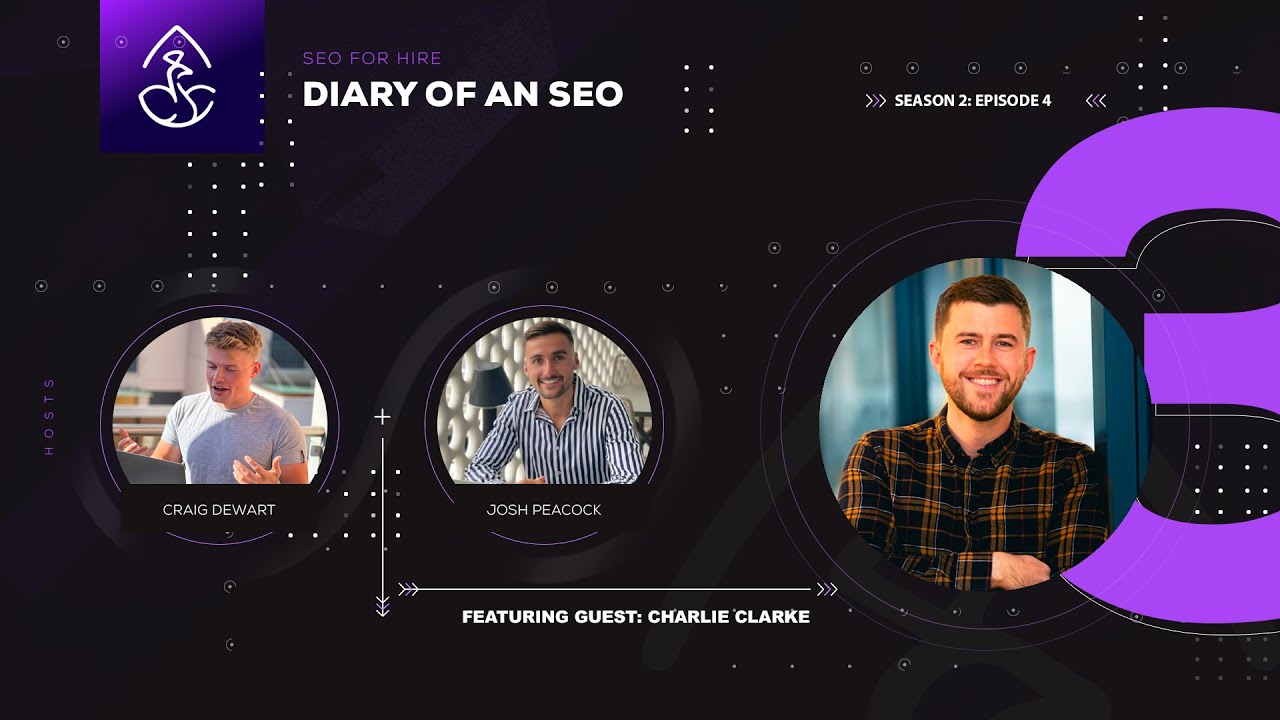 SEO FOR HIRE
DIARY OF AN SEO
SEASON 2: EPISODE 4
3
HOSTS
CRAIG DEWART
JOSH PEACOCK
FEATURING GUEST: CHARLIE CLARKE